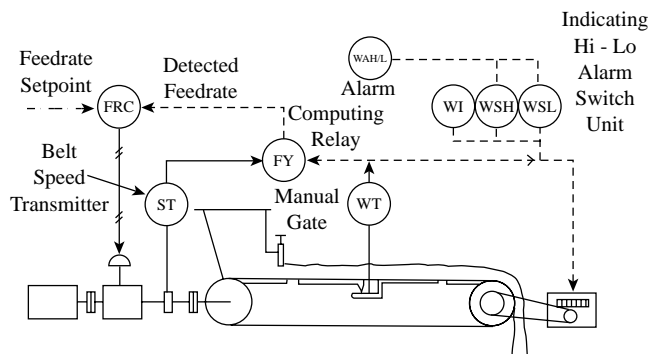 Indicating
Hi - Lo
Alarm
Switch
Unit
WAH/L
Alarm
Feedrate
Setpoint
Detected
Feedrate
FRC
WI
WSH
WSL
Computing
Relay
FY
Belt
Speed
Transmitter
ST
Manual
Gate
WT